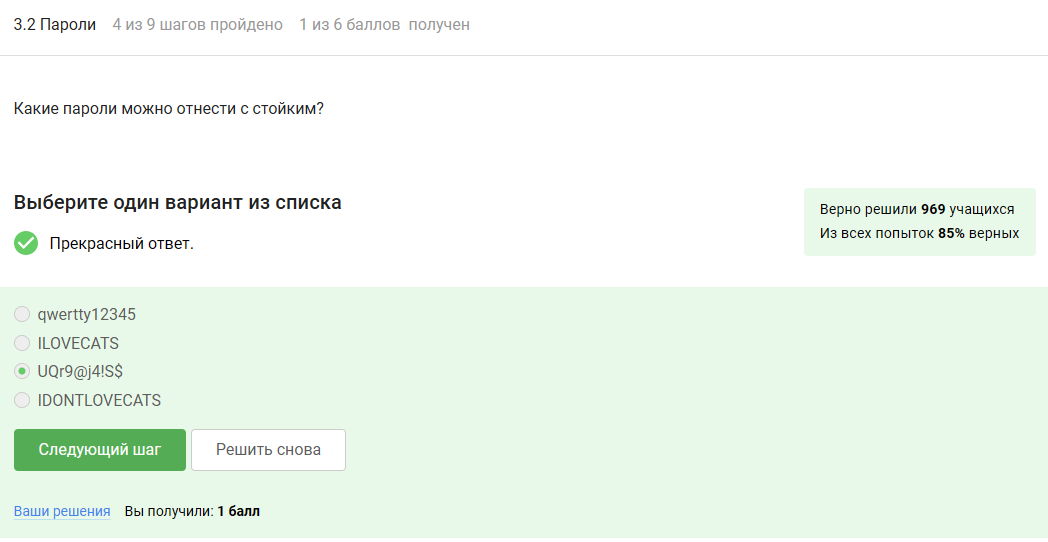 3.2 Пароли 4 из 9 шагов пройдено 1 из 6 баллов получен
Какие пароли можно отнести с стойким?
Выберите один вариант из списка
Прекрасный ответ.
Верно решили 969 учащихся
Из всех попыток 85% верных
qwertty12345
ILOVECATS
UQr9@j4!S$
IDONTLOVECATS
Следующий шаг Решить снова
Ваши решения Вы получили: 1 балл